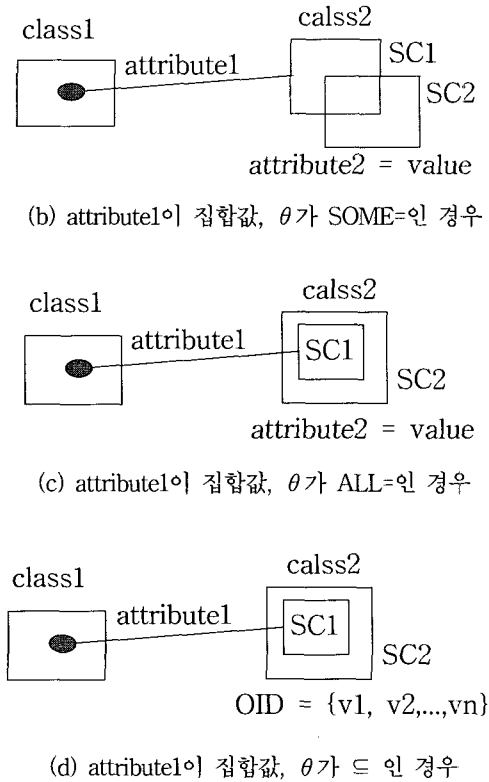 calss2
class1
SC1
attribute1
SC2
attribute2 = value
(b) attribute1이 집합값, θ가 SOME=인 경우
calss2
class1
attribute1
SC1
SC2
attribute2 = value
(c) attribute1이 집합값, θ가 ALL=인 경우
calss2
class1
attribute1
SC1
SC2
OID = {v1, v2,...,vn}
(d) attribute1이 집합값, θ가 ⊆ 인 경우